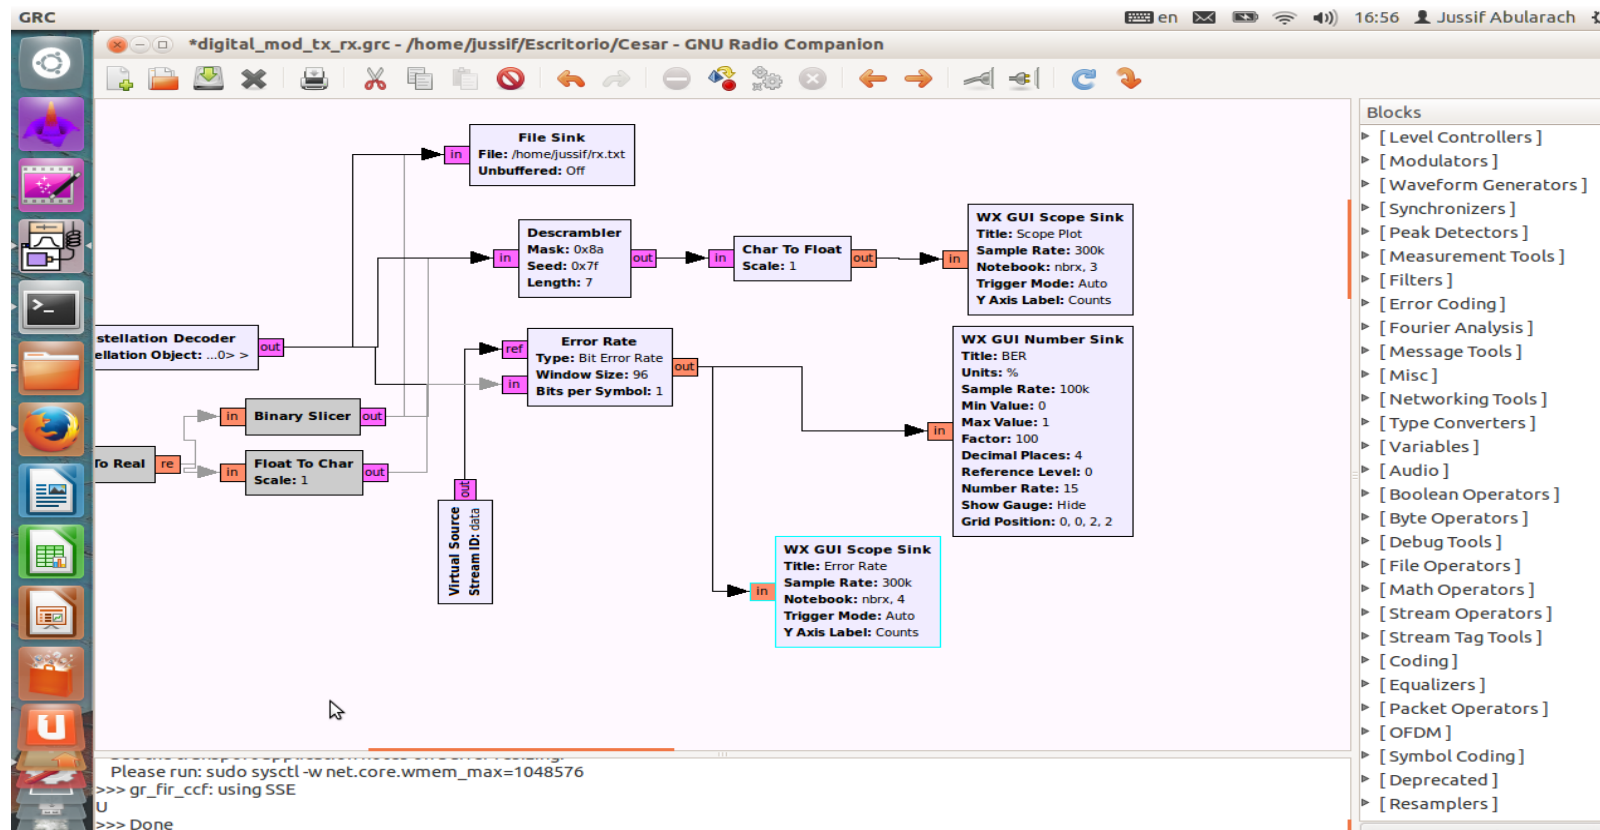 GRC
en
16:56
Jussif Abularach
*digital_mod_tx_rx.grc - /home/jussif/Escritorio/Cesar - GNU Radio Companion
File Sink
in
File: /home/jussif/rx.txt
Unbuffered: Off
Descrambler
Mask: 0x8a
Seed: 0x7f
Length: 7
in
out
in
Char To Float
Scale: 1
out
in
WX GUI Scope Sink
Title: Scope Plot
Sample Rate: 300k
Notebook: nbrx, 3
Trigger Mode: Auto
Y Axis Label: Counts
stellation Decoder
ellation Object: ...0> >
out
ref
in
Error Rate
Type: Bit Error Rate
Window Size: 96
Bits per Symbol: 1
out
in
WX GUI Number Sink
Title: BER
Units: %
Sample Rate: 100k
Min Value: 0
Max Value: 1
Factor: 100
Decimal Places: 4
Reference Level: 0
Number Rate: 15
Show Gauge: Hide
Grid Position: 0, 0, 2, 2
in
Binary Slicer
out
To Real
re
in
Float To Char
Scale: 1
out
out
Virtual Source
Stream ID: data
in
WX GUI Scope Sink
Title: Error Rate
Sample Rate: 300k
Notebook: nbrx, 4
Trigger Mode: Auto
Y Axis Label: Counts
Blocks
[ Level Controllers ]
[ Modulators ]
[ Waveform Generators ]
[ Synchronizers ]
[ Peak Detectors ]
[ Measurement Tools ]
[ Filters ]
[ Error Coding ]
[ Fourier Analysis ]
[ Message Tools ]
[ Misc ]
[ Networking Tools ]
[ Type Converters ]
[ Variables ]
[ Audio ]
[ Boolean Operators ]
[ Byte Operators ]
[ Debug Tools ]
[ File Operators ]
[ Math Operators ]
[ Stream Operators ]
[ Stream Tag Tools ]
[ Coding ]
[ Equalizers ]
[ Packet Operators ]
[ OFDM ]
[ Symbol Coding ]
[ Deprecated ]
[ Resamplers ]
Please run: sudo sysctl -w net.core.wmem_max=1048576
>>> gr_fir_ccf: using SSE
U
>>> Done